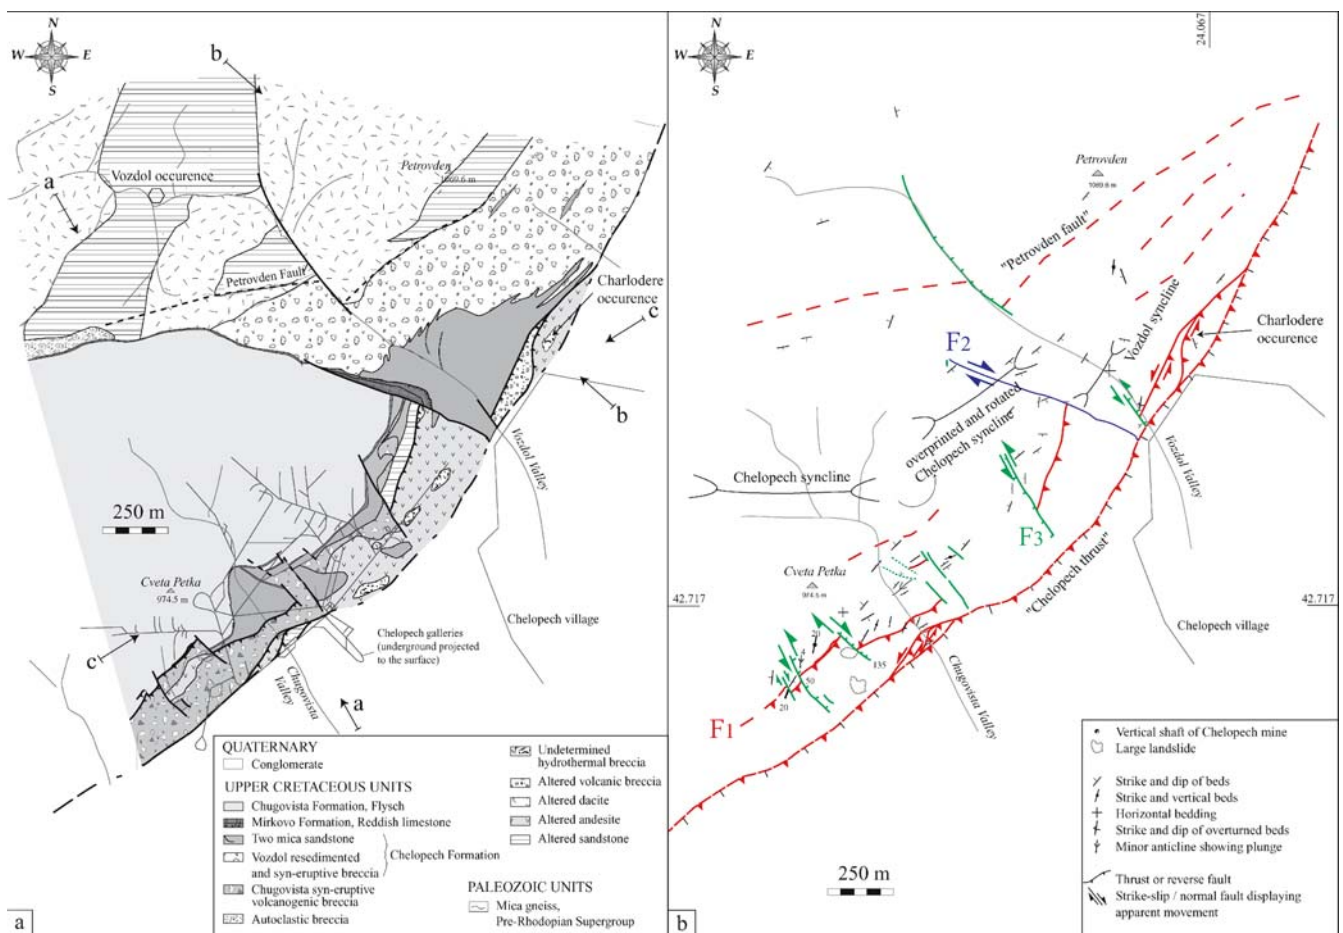 N
W E
S
b
Petrovden
1069.6 m
Vozdol occurence
a
Petrovden Fault
Charlodere
occurence
c
b
Vozdol Valley
250 m
Cveta Petka
974.5 m
Chelopech village
c
Chelopech galleries
(underground projected
to the surface)
Chugovista
Valley
a
QUATERNARY
Conglomerate
UPPER CRETACEOUS UNITS
Chugovista Formation, Flysch
Mirkovo Formation, Reddish limestone
Two mica sandstone
Vozdol resedimented
and syn-eruptive breccia
Chelopech Formation
Chugovista syn-eruptive
volcanogenic breccia
Autoclastic breccia
Undetermined
hydrothermal breccia
Altered volcanic breccia
Altered dacite
Altered andesite
Altered sandstone
PALEOZOIC UNITS
Mica gneiss,
Pre-Rhodopian Supergroup
a
N
W E
S
24.067
Petrovden
1069.6 m
"Petrovden fault"
Vozdol syncline
Charlodere
occurence
F2
overprinted and rotated
Chelopech syncline
Chelopech syncline
Vozdol Valley
F3
"Chelopech thrust"
Cveta Petka
974.5 m
42.717
42.717
Chelopech village
20
4
50
135
20
F1
Chugovista Valley
250 m
Vertical shaft of Chelopech mine
Large landslide
Strike and dip of beds
Strike and vertical beds
Horizontal bedding
Strike and dip of overturned beds
Minor anticline showing plunge
Thrust or reverse fault
Strike-slip / normal fault displaying
apparent movement
b